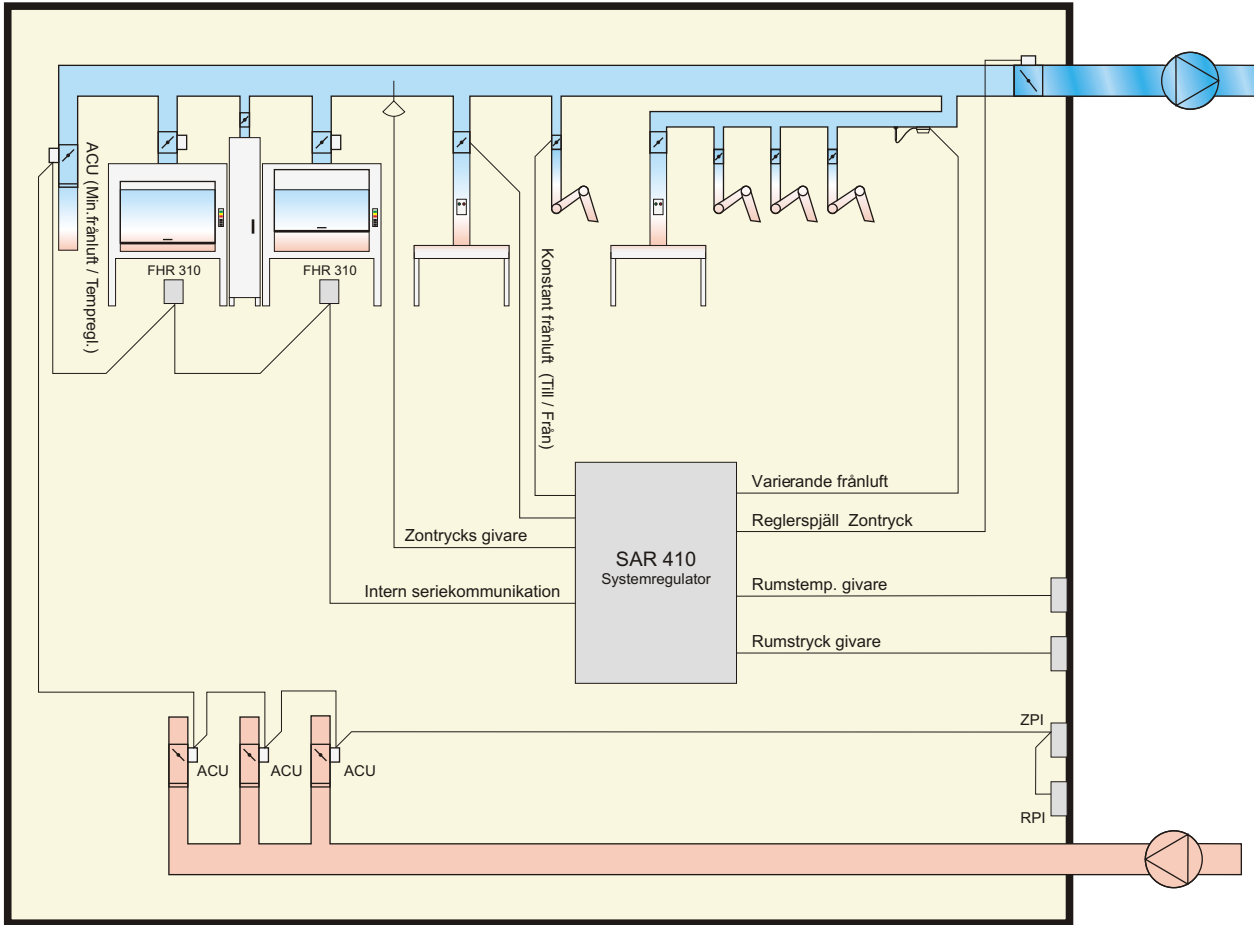 ACU (Min.frånluft / Tempregl.)
FHR 310
FHR 310
Konstant frånluft (Till / Från)
Varierande frånluft
Reglerspjäll Zontryck
Zontrycks givare
SAR 410
Systemregulator
Intern seriekommunikation
Rumstemp. givare
Rumstryck givare
ZPI
ACU
ACU
ACU
RPI